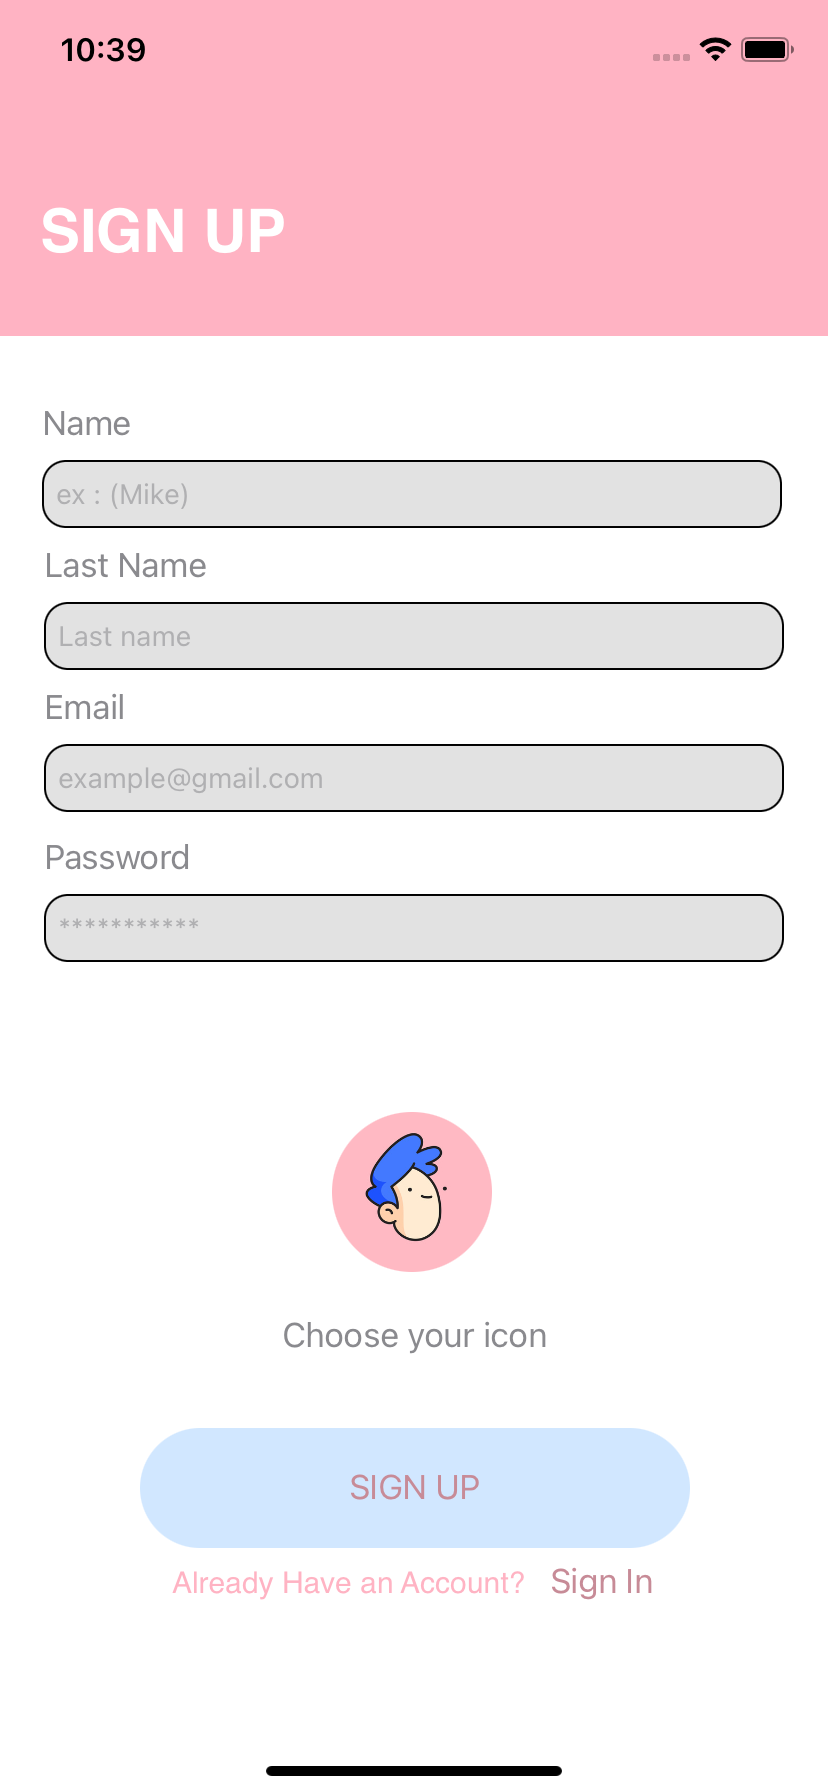 10:39
SIGN UP
Name
ex : (Mike)
Last Name
Last name
Email
example@gmail.com
Password
***********
Choose your icon
SIGN UP
Already Have an Account? Sign In